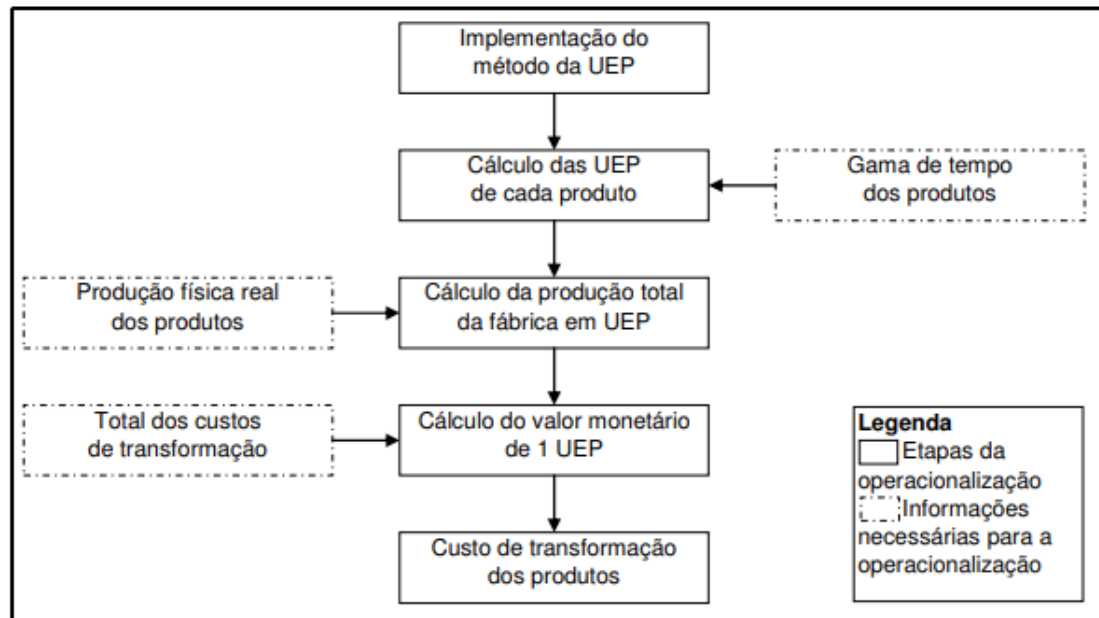 Implementação do
método da UEP
Cálculo das UEP
de cada produto
Gama de tempo
dos produtos
Produção física real
dos produtos
Cálculo da produção total
da fábrica em UEP
Total dos custos
de transformação
Cálculo do valor monetário
de 1 UEP
Custo de transformação
dos produtos
Legenda
Etapas da
operacionalização
Informações
necessárias para a
operacionalização